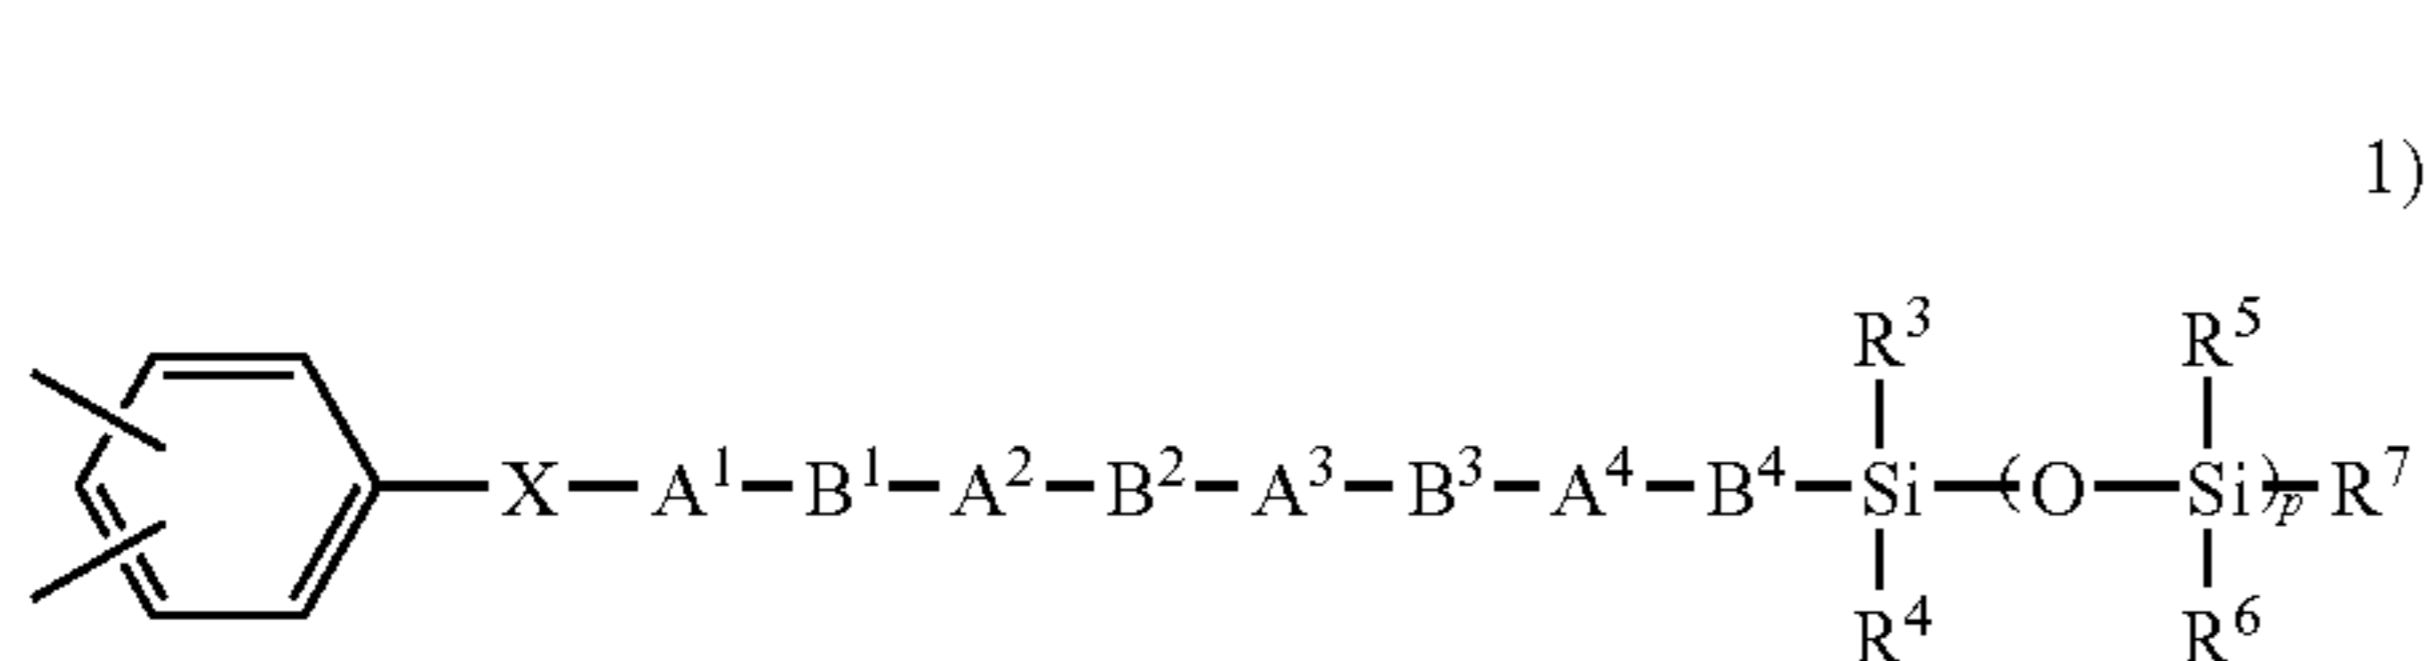 1)
R³ R⁵
X—A¹—B¹—A²—B²—A³—B³—A⁴—B⁴—Si—(O—Si)ₚ—R⁷
R⁴ R⁶